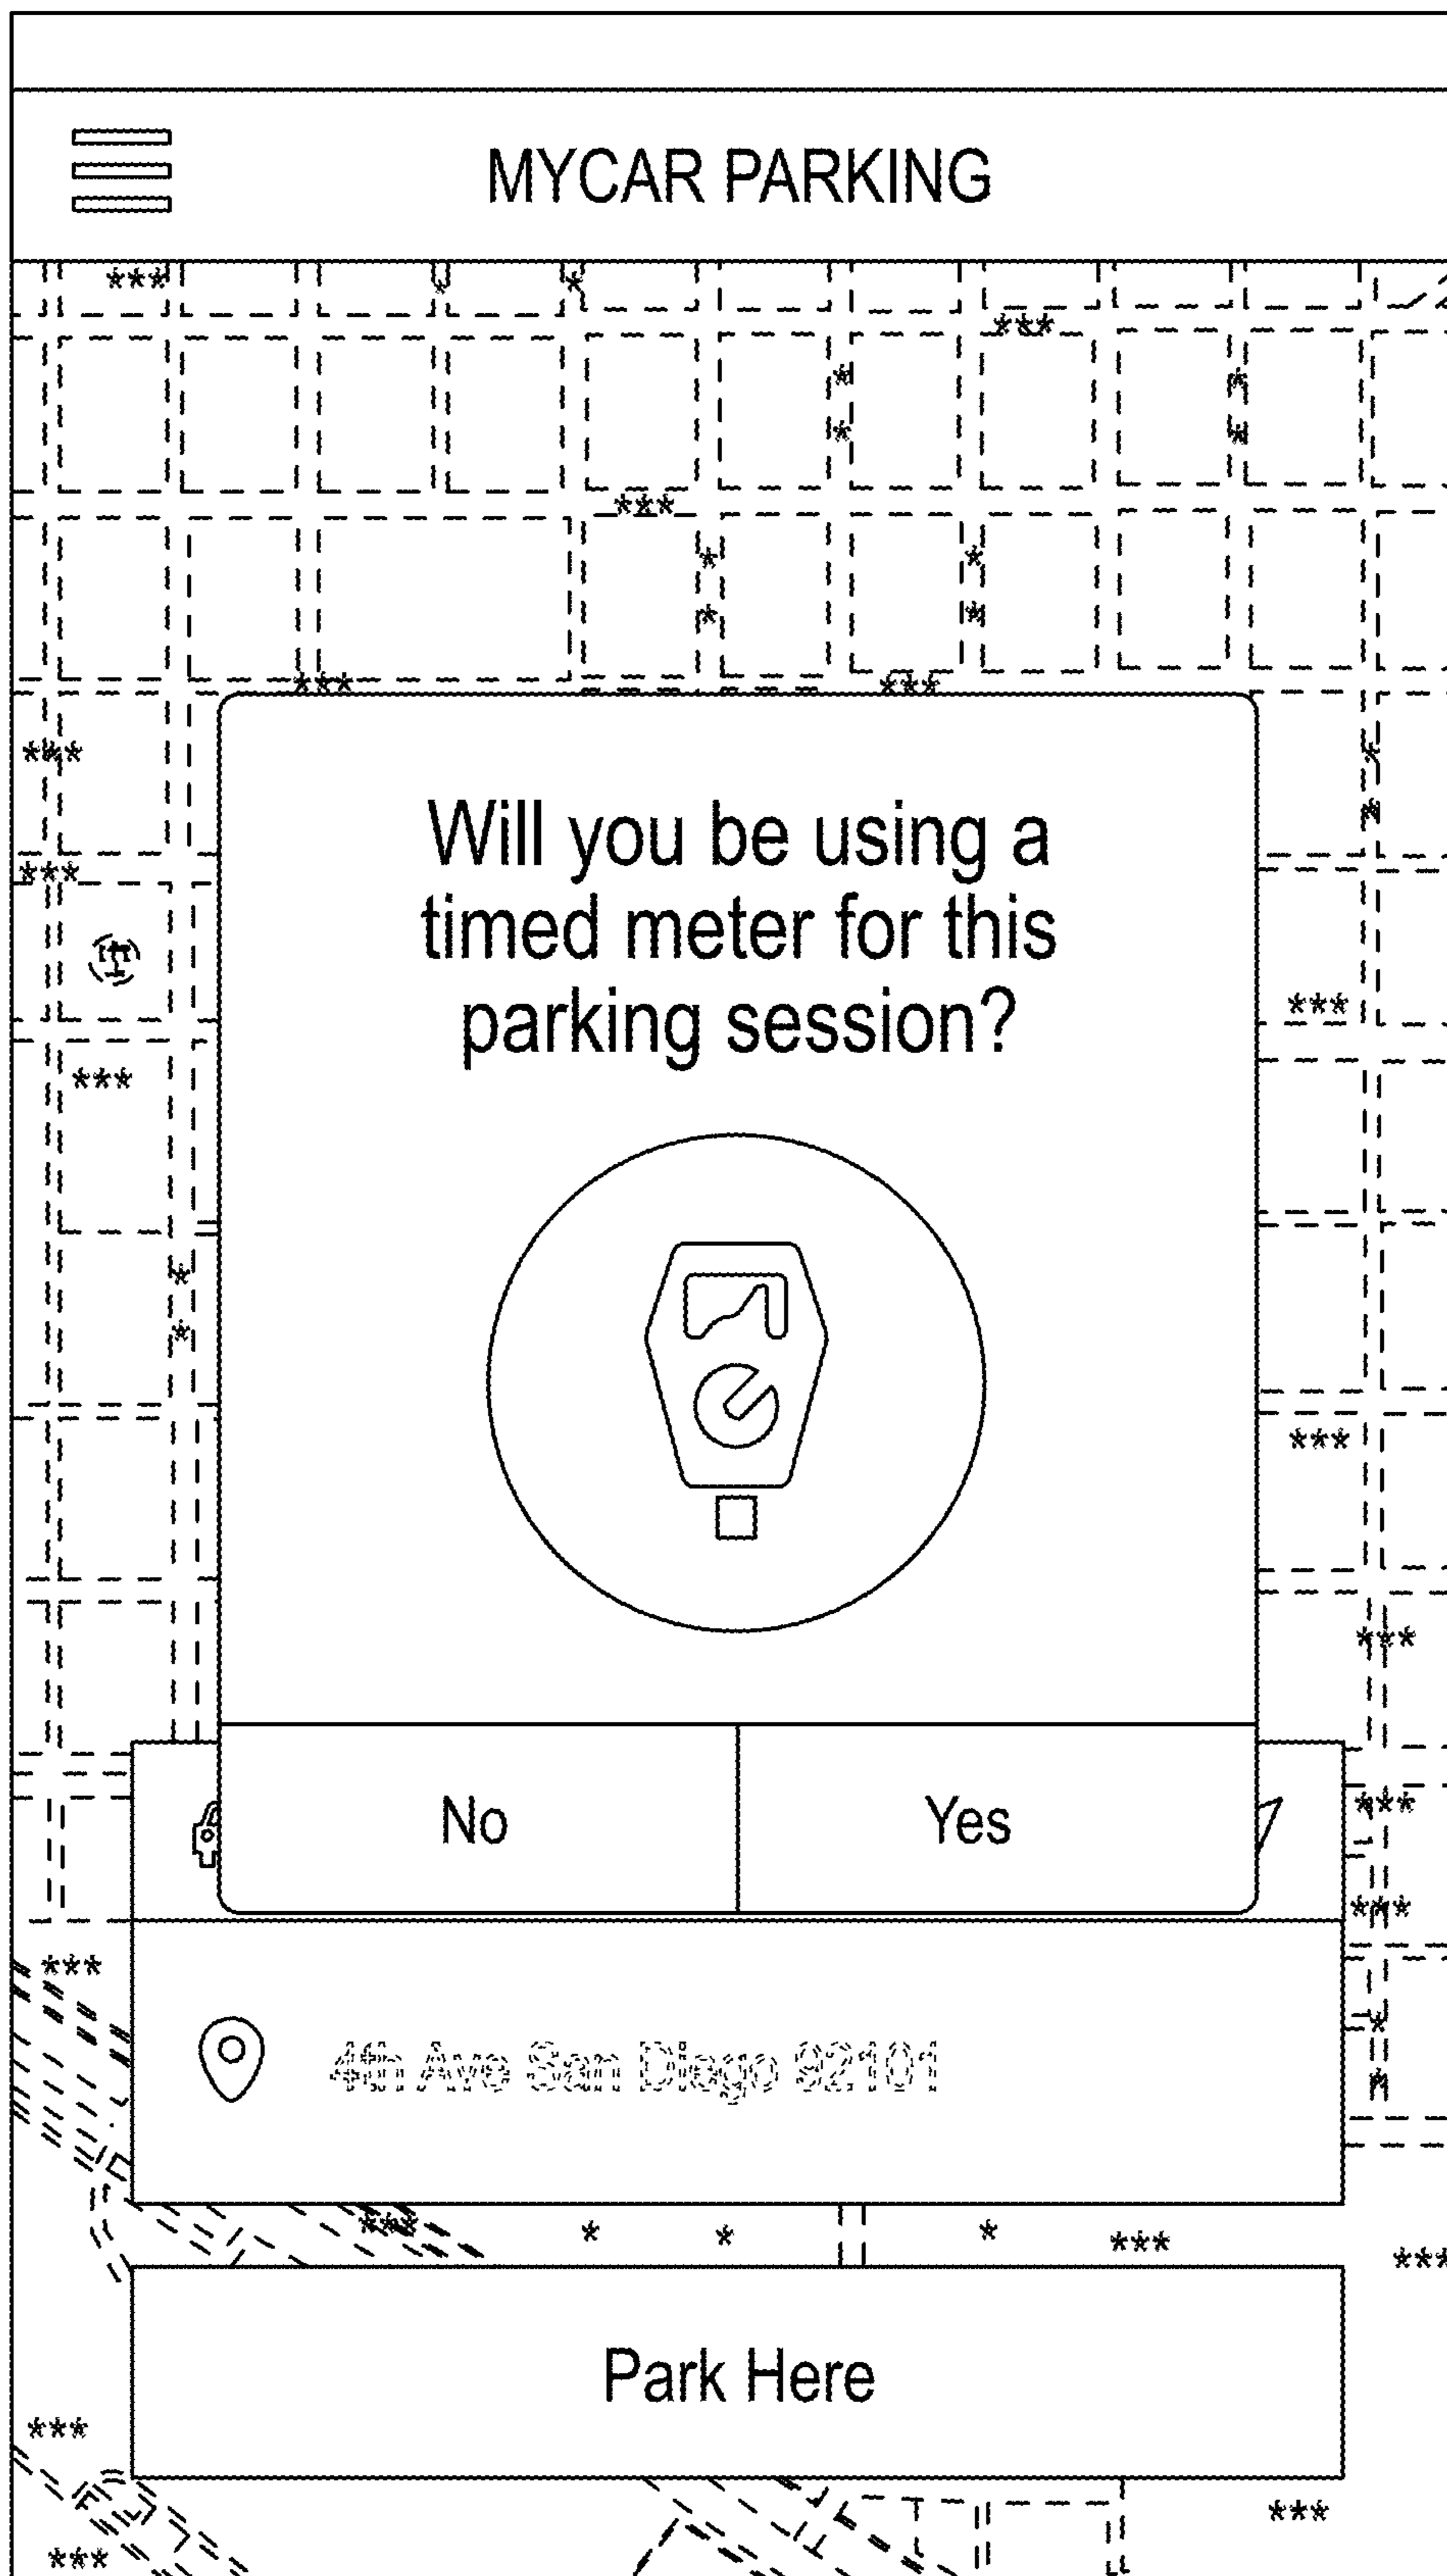 MYCAR PARKING
Will you be using a
timed meter for this
parking session?
No
Yes
4th Ave San Diego 92101
Park Here